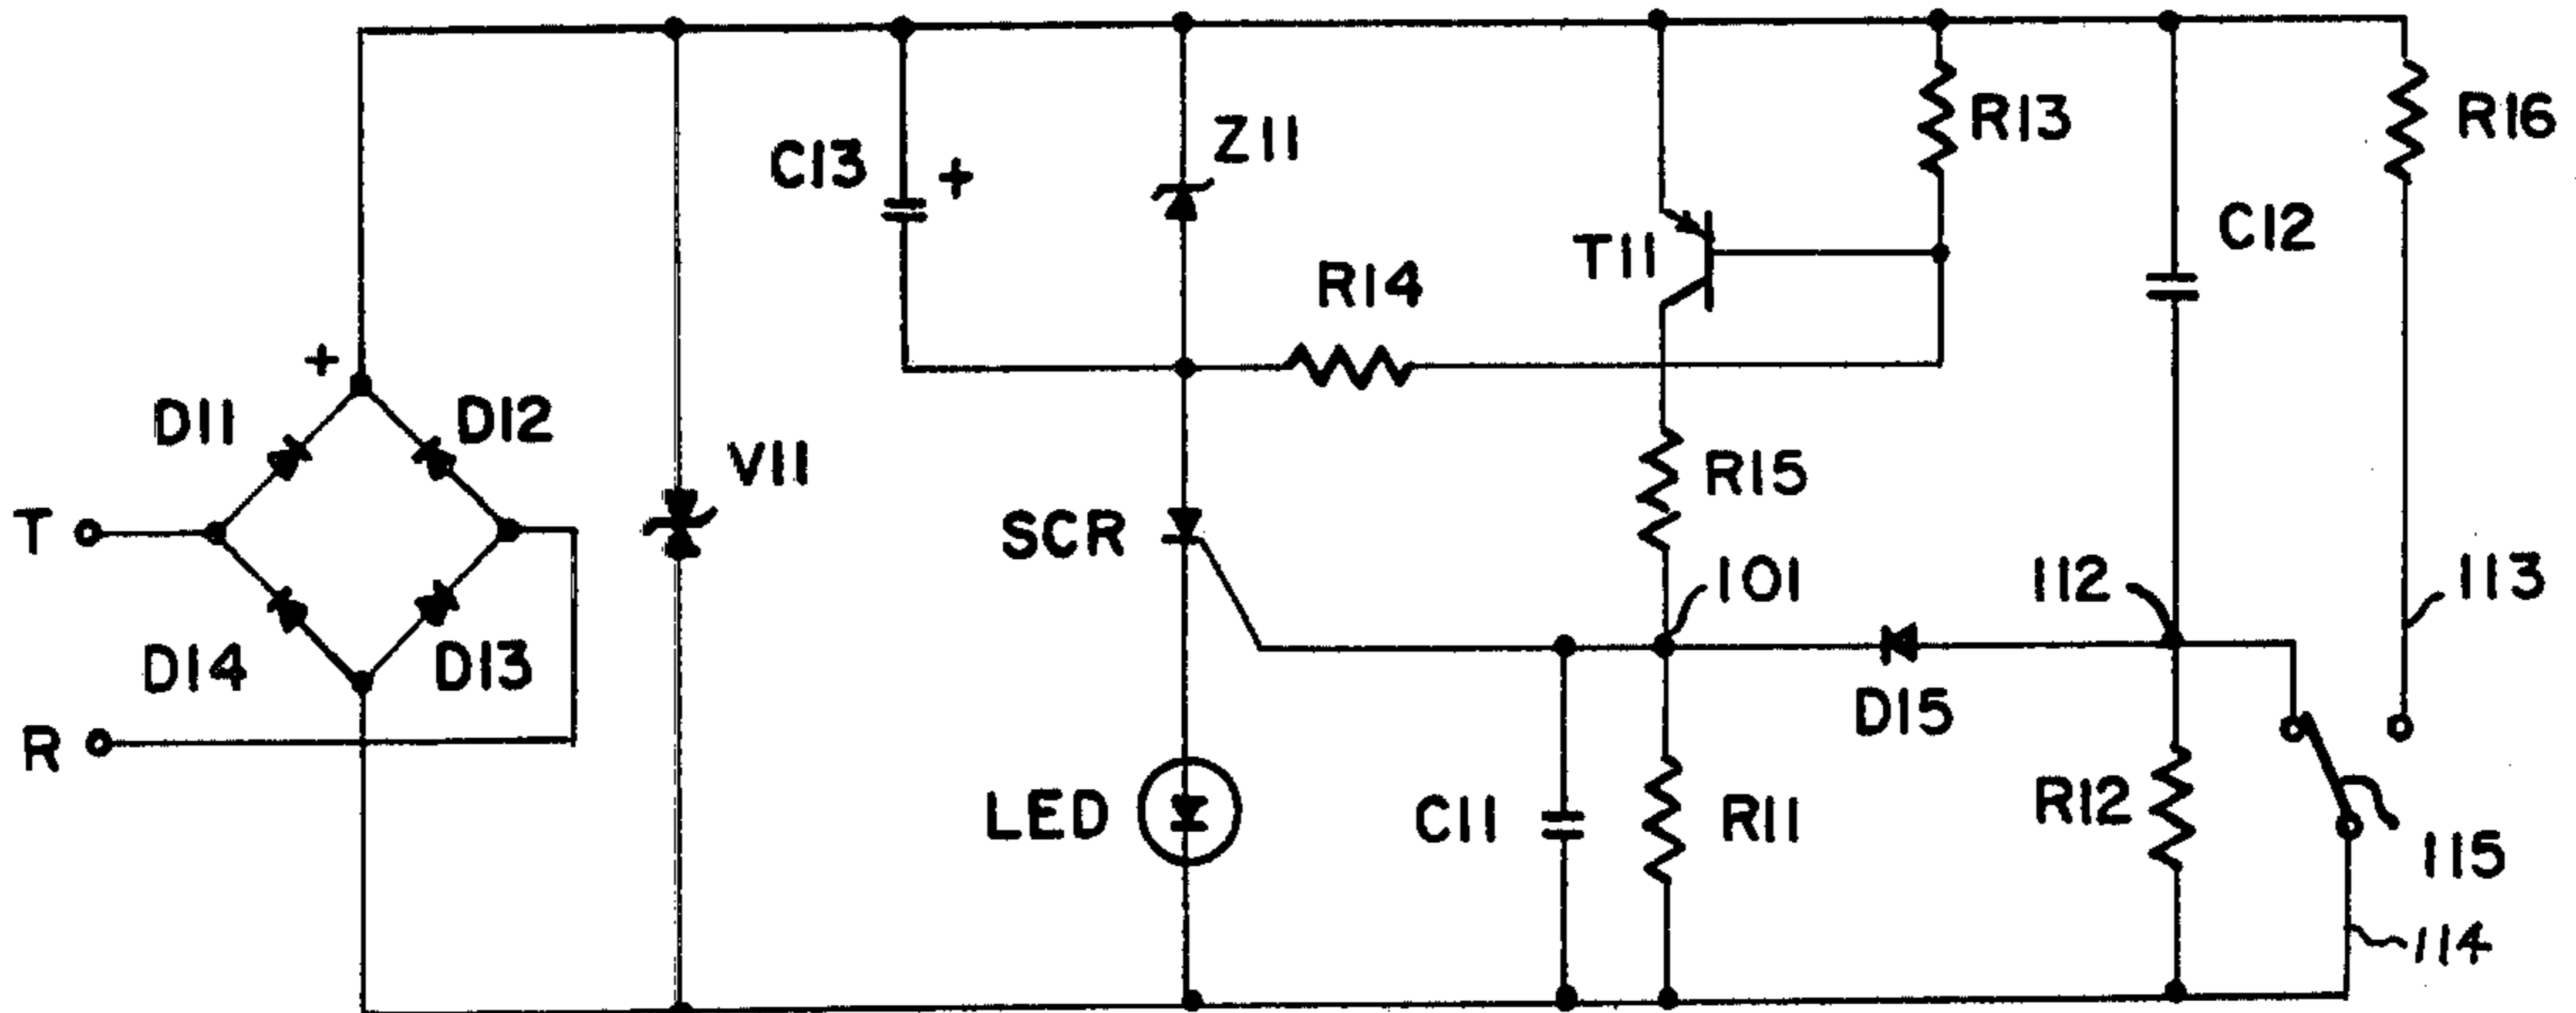 R13
R16
Z11
C13
+
C12
T11
R14
+
D11
D12
V11
R15
T
SCR
101
112
113
D14
D13
D15
R
LED
C11
R11
R12
115
114